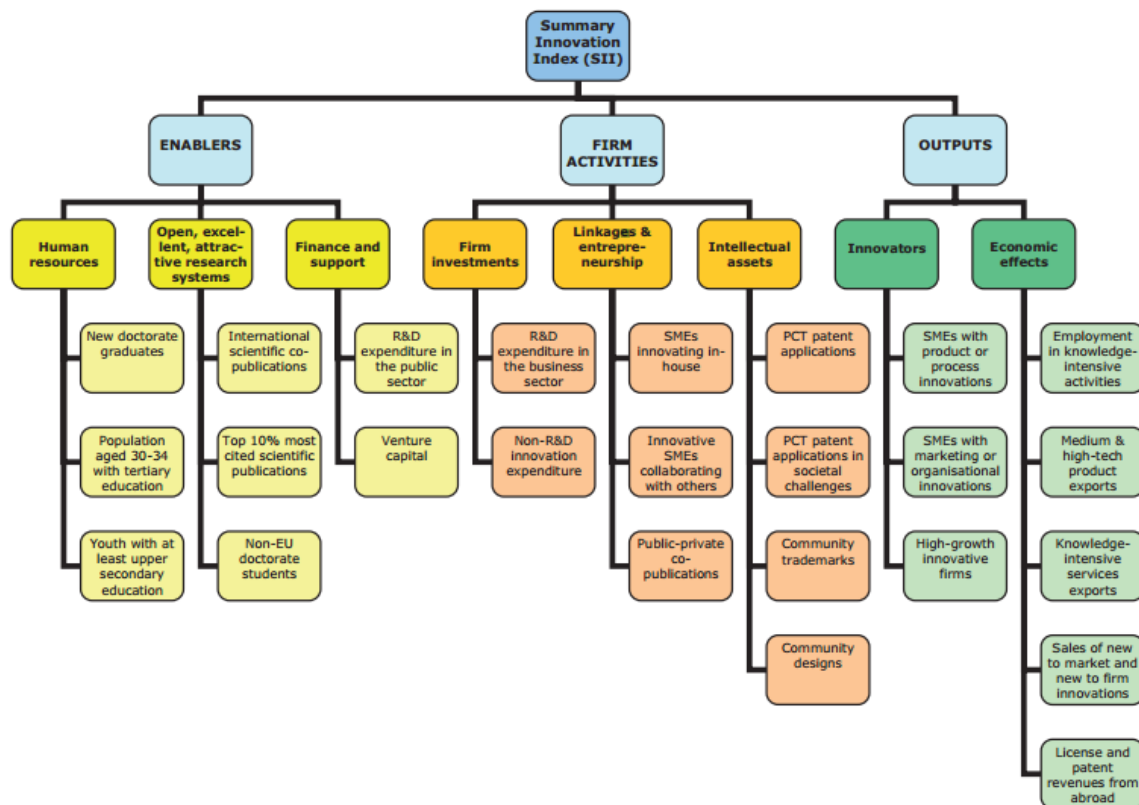 Summary
Innovation
Index (SII)
ENABLERS
FIRM
ACTIVITIES
OUTPUTS
Human
resources
Open, excel-
lent, attrac-
tive research
systems
Finance and
support
Firm
investments
Linkages &
entrepre-
neurship
Intellectual
assets
Innovators
Economic
effects
New doctorate
graduates
International
scientific co-
publications
R&D
expenditure in
the public
sector
R&D
expenditure in
the business
sector
SMEs
innovating in-
house
PCT patent
applications
SMEs with
product or
process
innovations
Employment
in knowledge-
intensive
activities
Population
aged 30-34
with tertiary
education
Top 10% most
cited scientific
publications
Venture
capital
Non-R&D
innovation
expenditure
Innovative
SMEs
collaborating
with others
PCT patent
applications in
societal
challenges
SMEs with
marketing or
organisational
innovations
Medium &
high-tech
product
exports
Youth with at
least upper
secondary
education
Non-EU
doctorate
students
Public-private
co-
publications
Community
trademarks
High-growth
innovative
firms
Knowledge-
intensive
services
exports
Community
designs
Sales of new
to market and
new to firm
innovations
License and
patent
revenues from
abroad